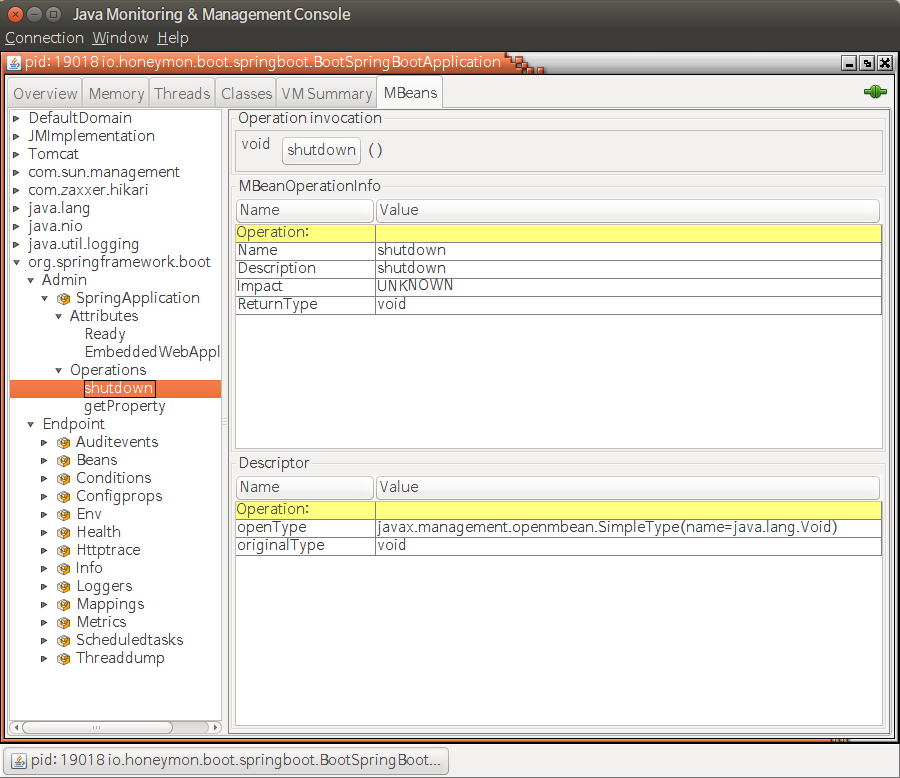 Java Monitoring & Management Console
Connection Window Help
pid: 19018 io.honeymon.boot.springboot.BootSpringBootApplication
Overview Memory Threads Classes VM Summary MBeans
DefaultDomain
JMImplementation
Tomcat
com.sun.management
com.zaxxer.hikari
java.lang
java.nio
java.util.logging
org.springframework.boot
Admin
SpringApplication
Attributes
Ready
EmbeddedWebAppl
Operations
shutdown
getProperty
Endpoint
Auditevents
Beans
Conditions
Configprops
Env
Health
Httptrace
Info
Loggers
Mappings
Metrics
Scheduledtasks
Threaddump
Operation invocation
void shutdown ()
MBeanOperationInfo
Name Value
Operation:
Name shutdown
Description shutdown
Impact UNKNOWN
ReturnType void
Descriptor
Name Value
Operation:
openType javax.management.openmbean.SimpleType(name=java.lang.Void)
originalType void
pid: 19018 io.honeymon.boot.springboot.BootSpringBoot...